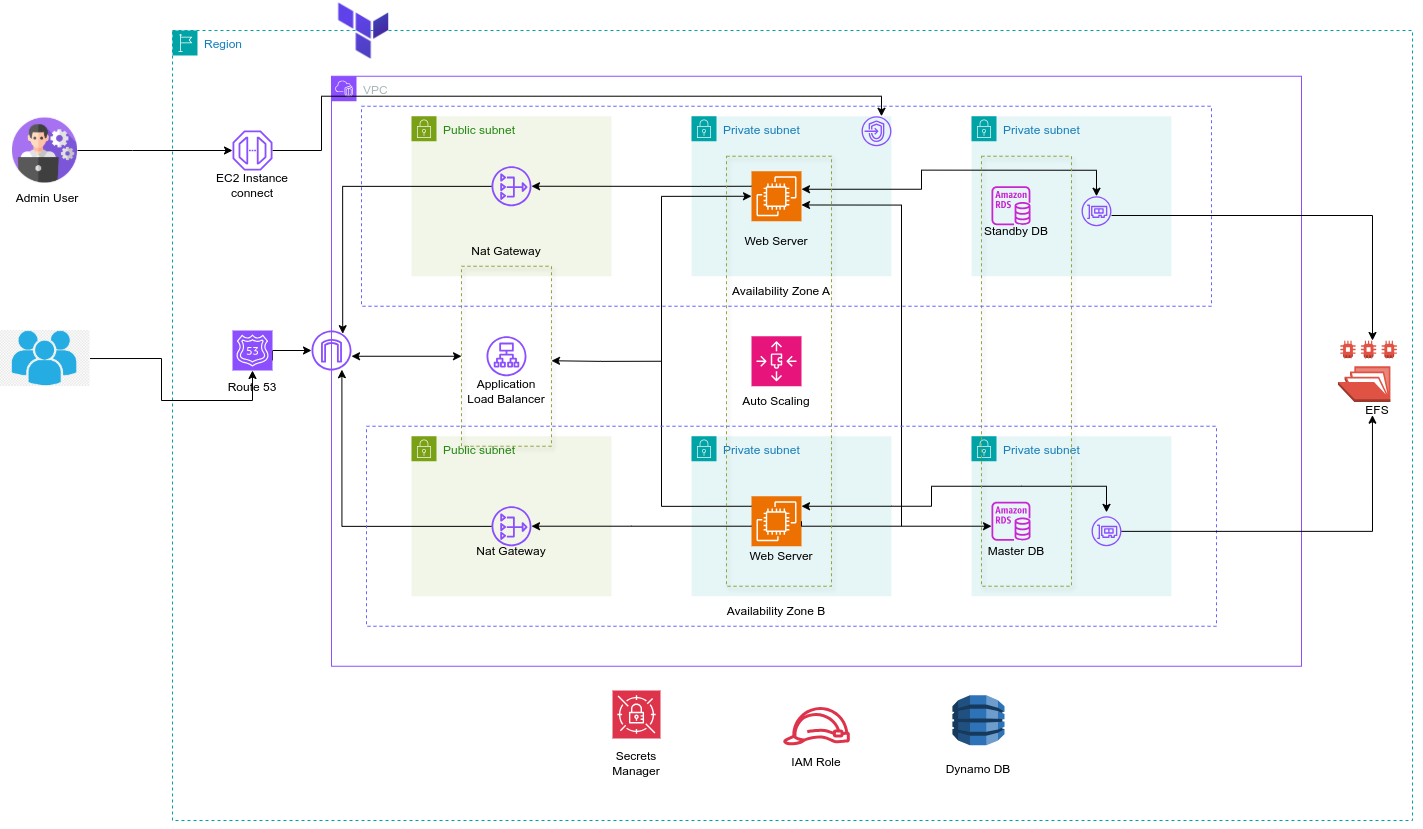 Region
VPC
Public subnet
Private subnet
Private subnet
Admin User
EC2 Instance
connect
Amazon
RDS
Standby DB
Web Server
Nat Gateway
Availability Zone A
53
Route 53
Application
Load Balancer
Auto Scaling
EFS
Public subnet
Private subnet
Private subnet
Amazon
RDS
Nat Gateway
Web Server
Master DB
Availability Zone B
Secrets
Manager
IAM Role
Dynamo DB